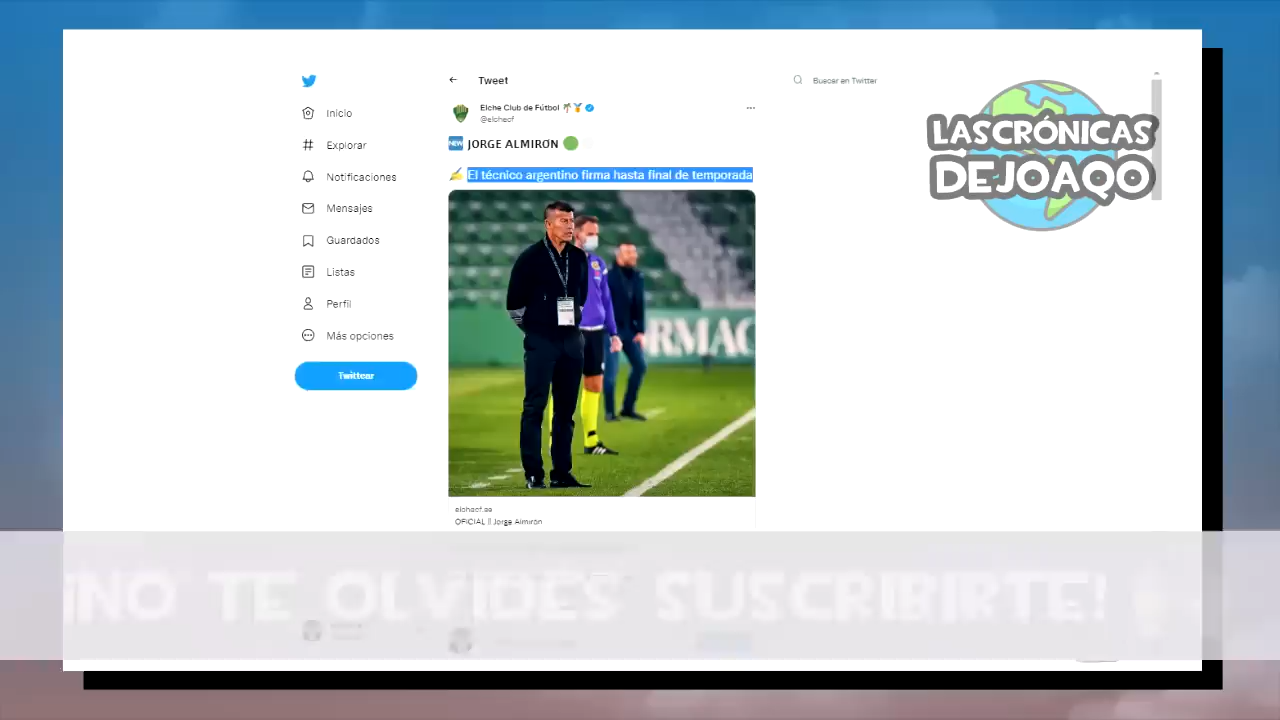 Tweet
Buscar en Twitter
Elche Club de Fútbol
@elchecf
Inicio
Explorar
Notificaciones
Mensajes
Guardados
Listas
Perfil
Más opciones
Twittear
NEW JORGE ALMIRÓN
El técnico argentino firma hasta final de temporada
RMAC
elchecf.es
OFICIAL || Jorge Almirón
LAS CRÓNICAS
DE JOAQO
¡NO TE OLVIDES SUSCRIBIRTE!